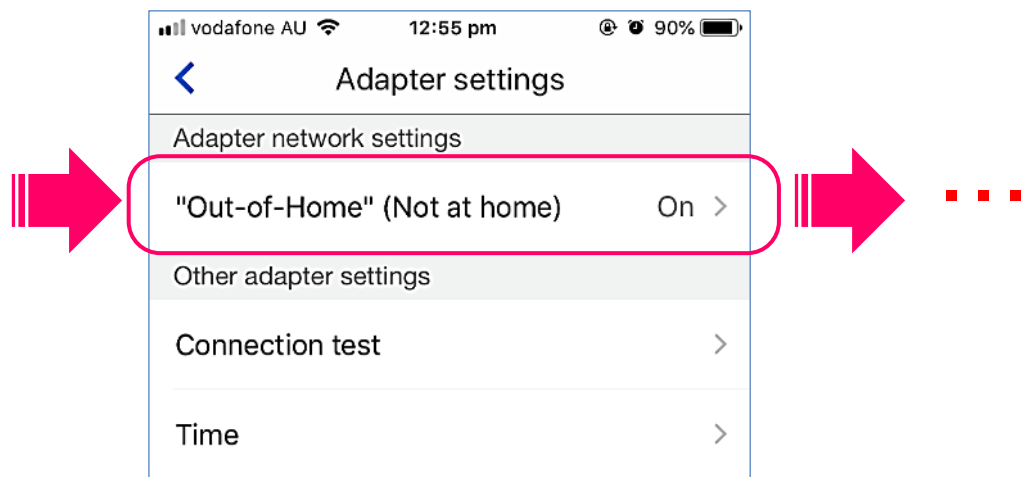 vodafone AU 12:55 pm 90%
Adapter settings
Adapter network settings
"Out-of-Home" (Not at home) On
Other adapter settings
Connection test
Time